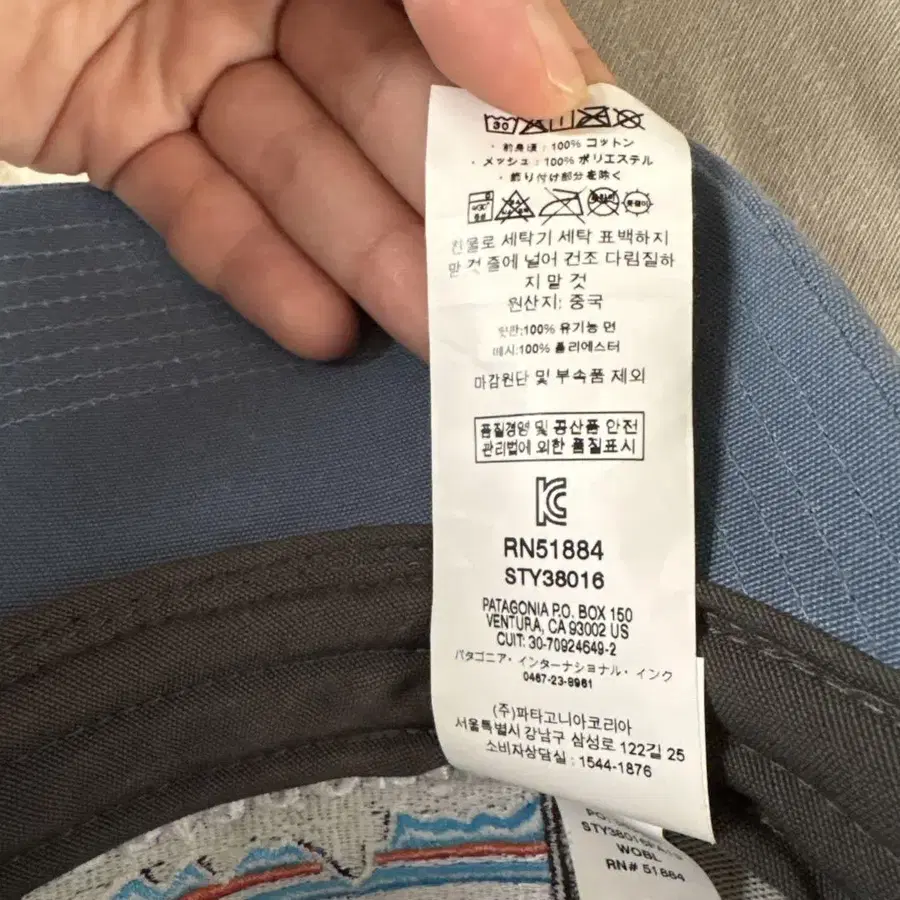 30
・前身頃:100% コットン
・メッシュ:100% ポリエステル
・飾り付け部分を除く
찬물로 세탁기 세탁 표백하지
말 것 줄에 널어 건조 다림질하
지 말 것
원산지: 중국
앞판:100% 유기농 면
메시:100% 폴리에스터
마감원단 및 부속품 제외
품질경영 및 공산품 안전
관리법에 의한 품질표시
RN51884
STY38016
PATAGONIA P.O. BOX 150
VENTURA, CA 93002 US
CUIT: 30-70924649-2
パタゴニア・インターナショナル・インク
0467-23-8961
(주)파타고니아코리아
서울특별시 강남구 삼성로 122길 25
소비자상담실 : 1544-1876
WOBL
RN# 51884